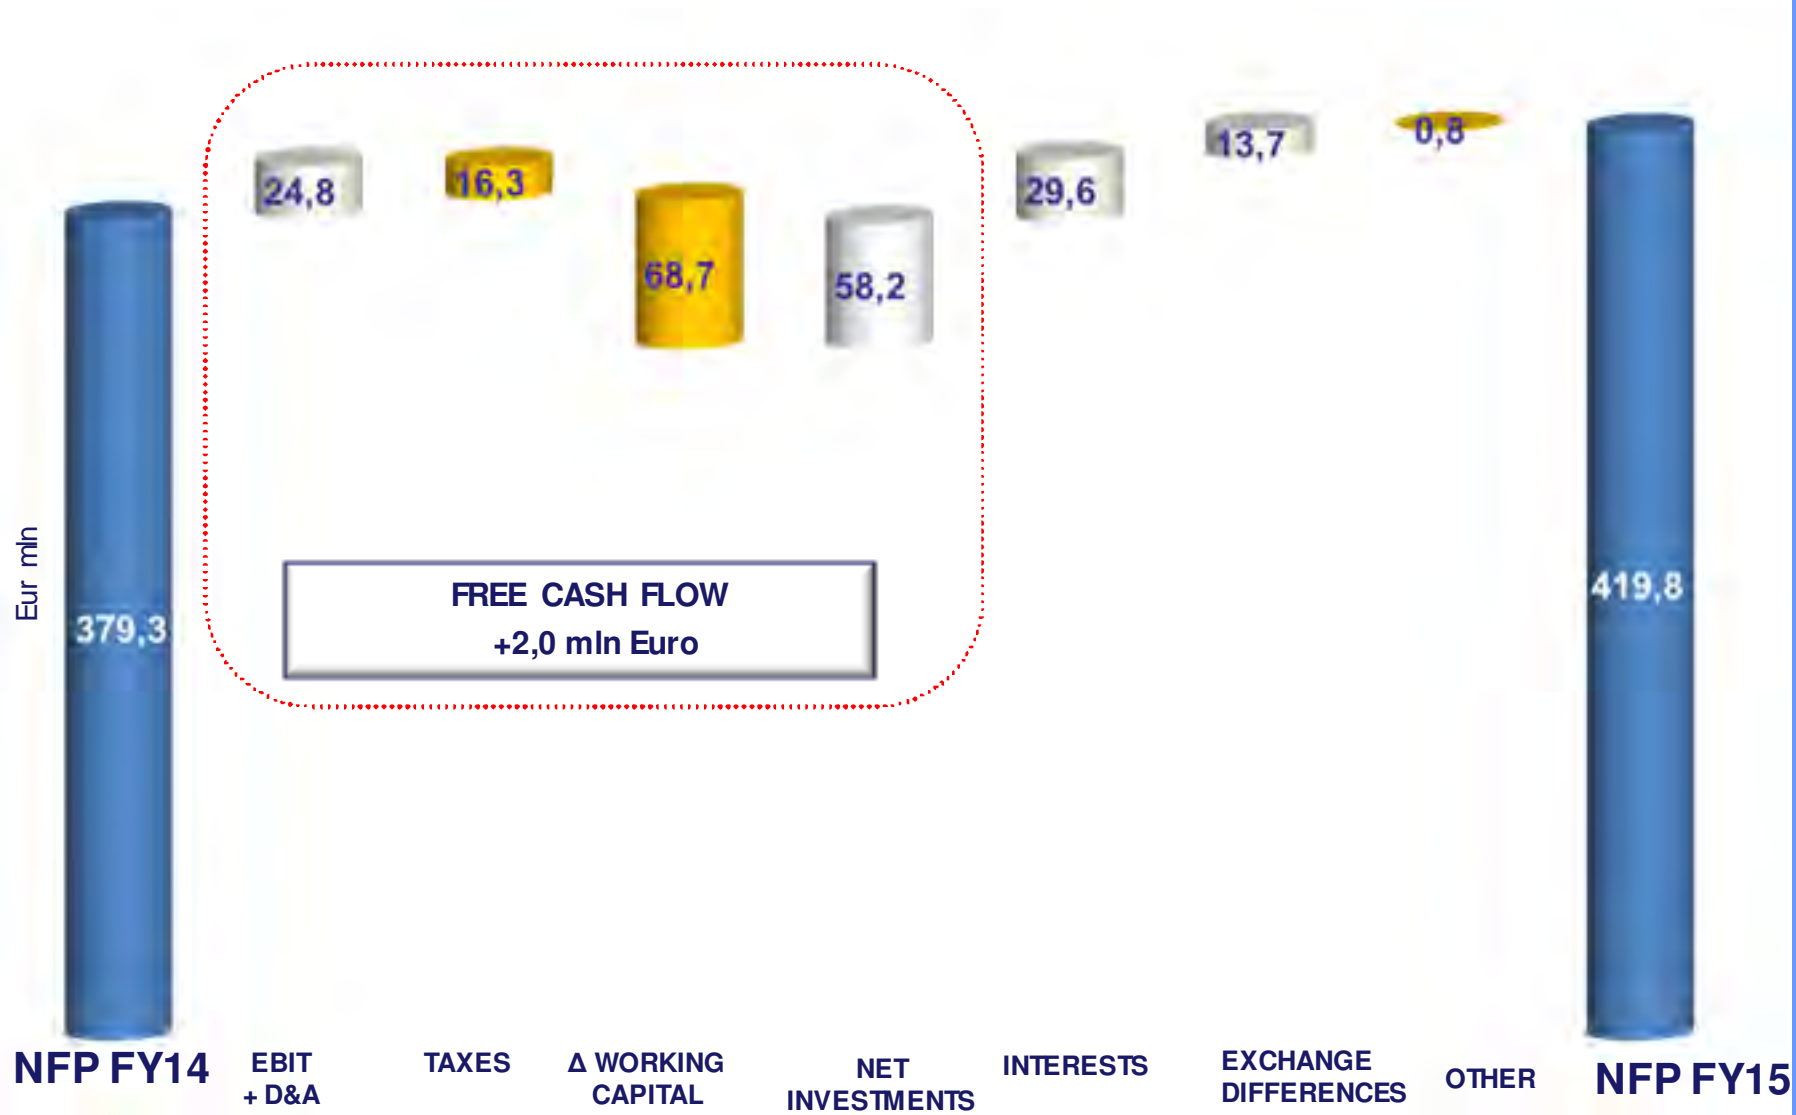 24,8
16,3
68,7
58,2
29,6
13,7
0,8
Eur mln
379,3
FREE CASH FLOW
+2,0 mln Euro
419,8
NFP FY14
EBIT
+ D&A
TAXES
Δ WORKING
CAPITAL
NET
INVESTMENTS
INTERESTS
EXCHANGE
DIFFERENCES
OTHER
NFP FY15